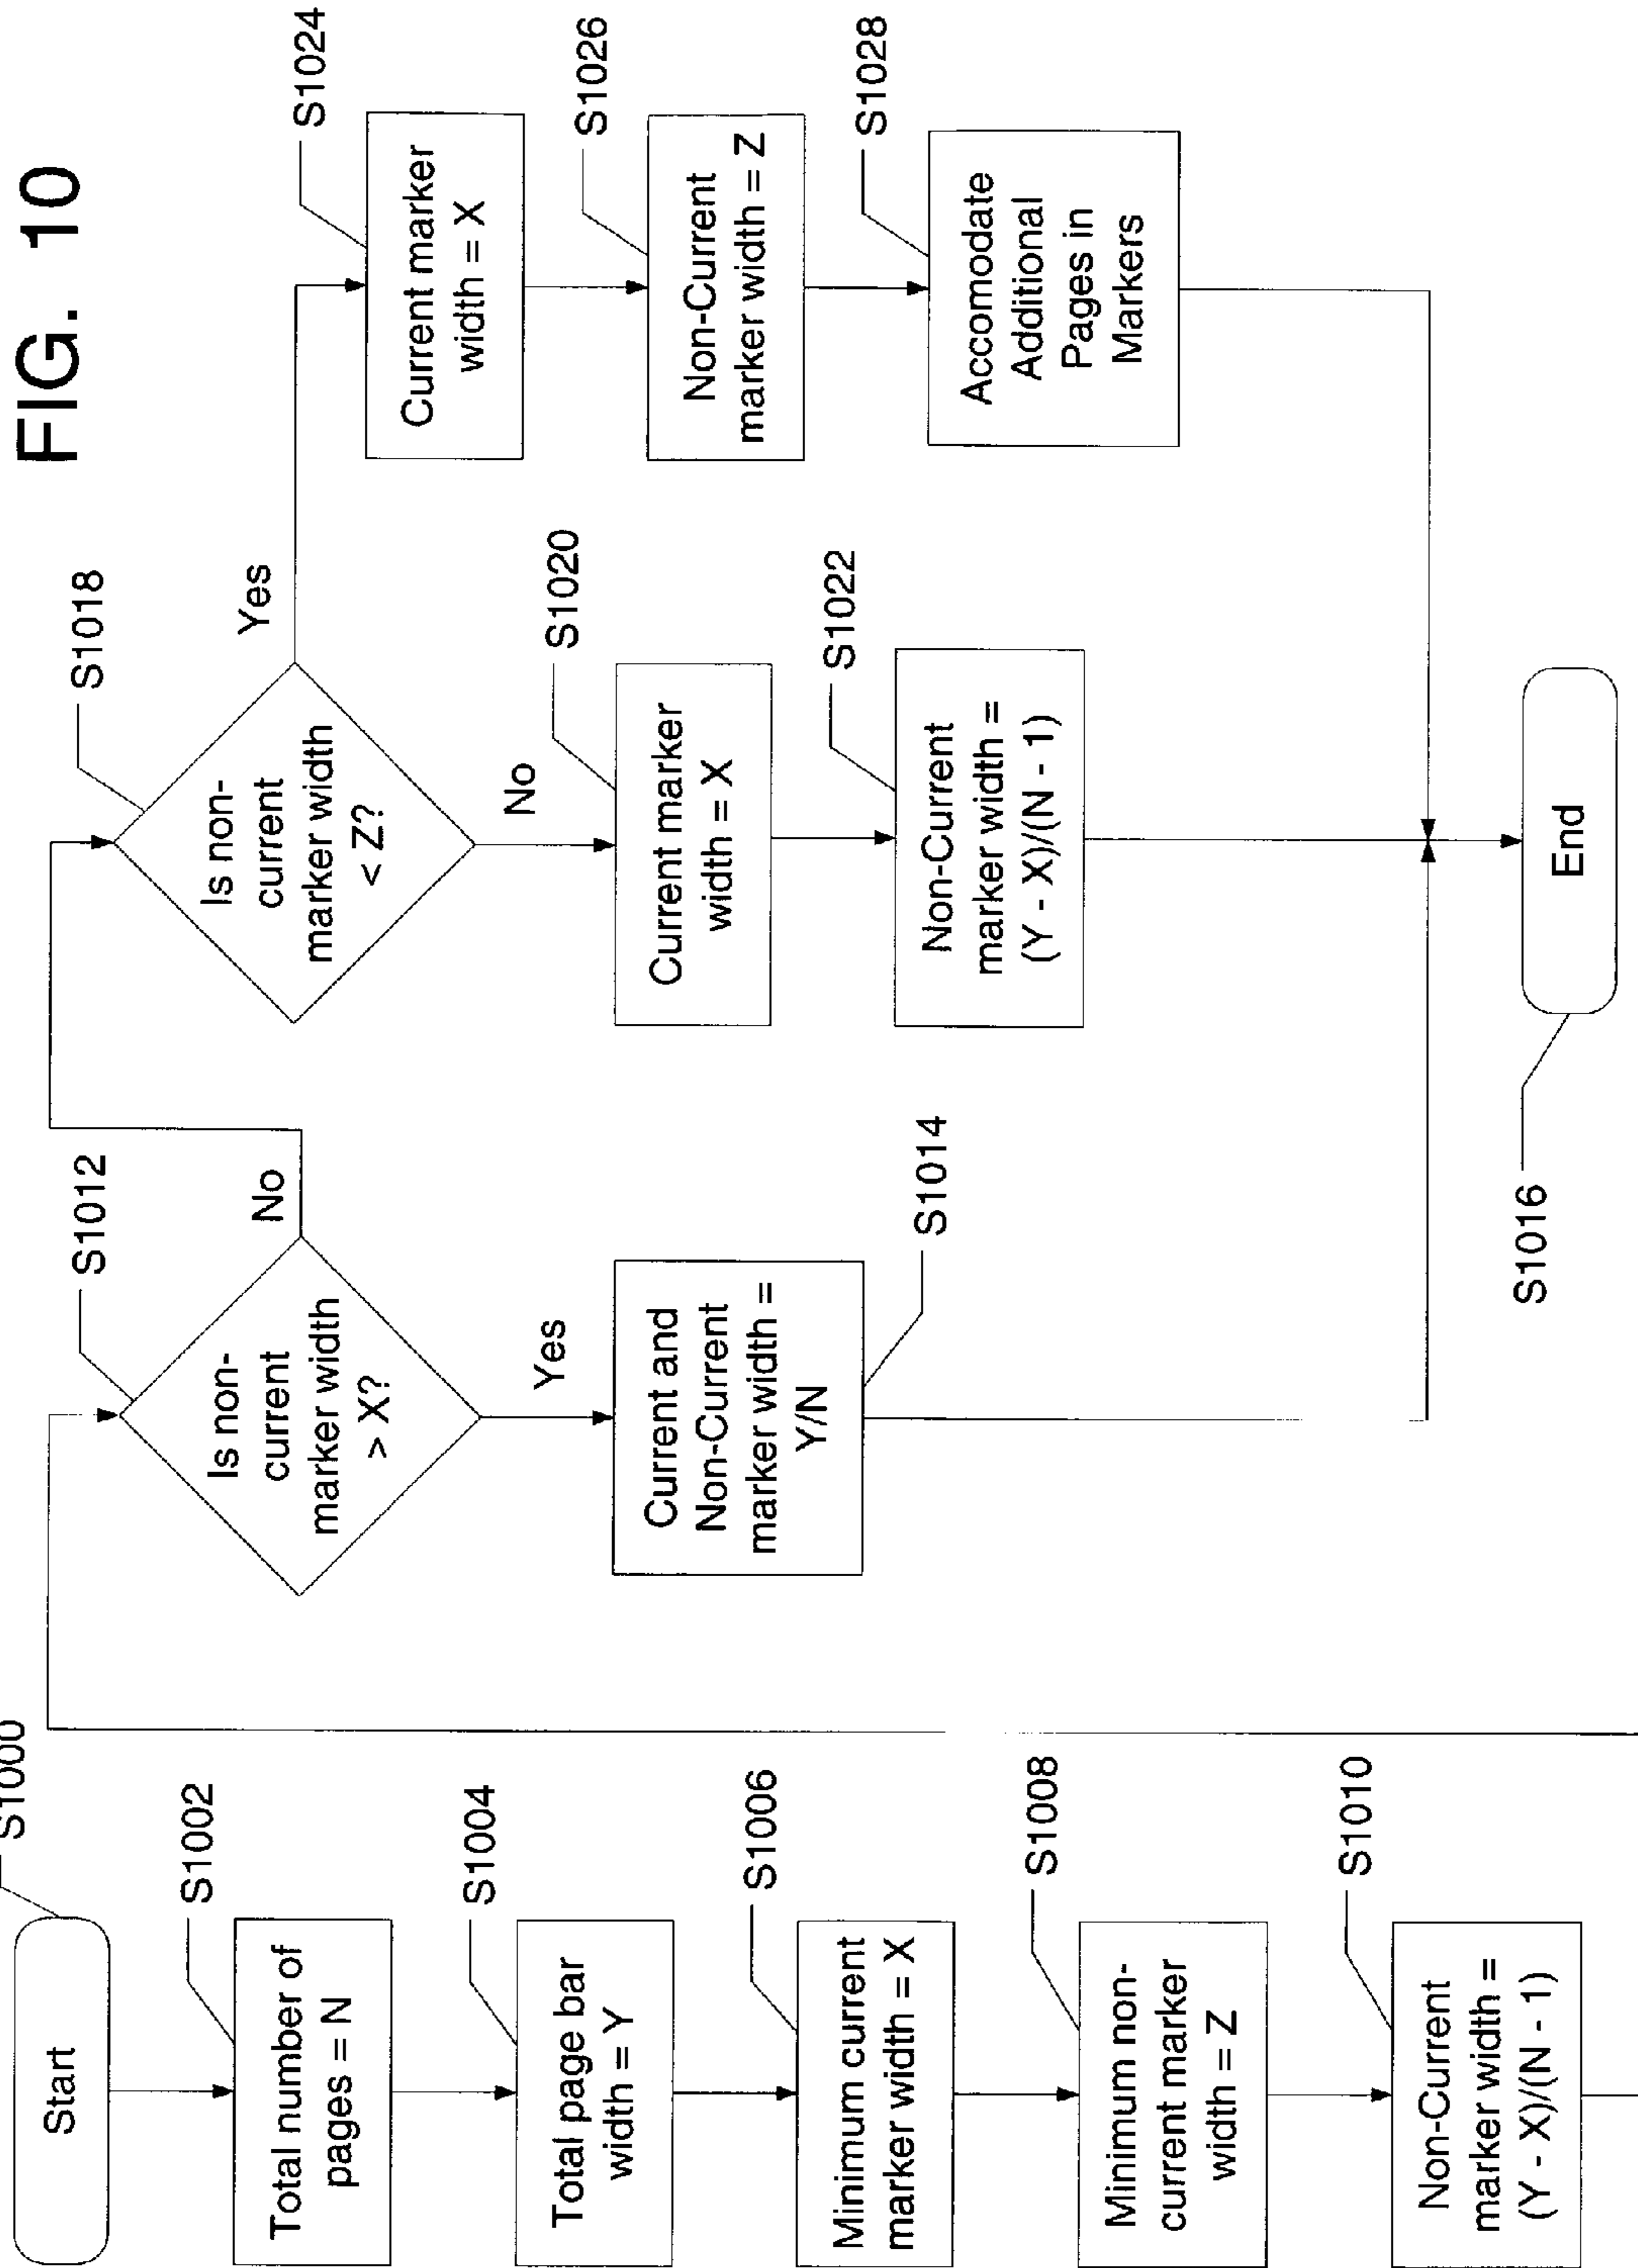 FIG. 10
Start
S1000
Total number of
pages = N
S1002
Total page bar
width = Y
S1004
Minimum current
marker width = X
S1006
Minimum non-
current marker
width = Z
S1008
Non-Current
marker width =
(Y - X)/(N - 1)
S1010
Is non-
current
marker width
> X?
S1012
No
Yes
Current and
Non-Current
marker width =
Y/N
S1014
Is non-
current
marker width
< Z?
S1018
Yes
No
Current marker
width = X
S1020
Non-Current
marker width =
(Y - X)/(N - 1)
S1022
Current marker
width = X
S1024
Non-Current
marker width = Z
S1026
Accomodate
Additional
Pages in
Markers
S1028
End
S1016